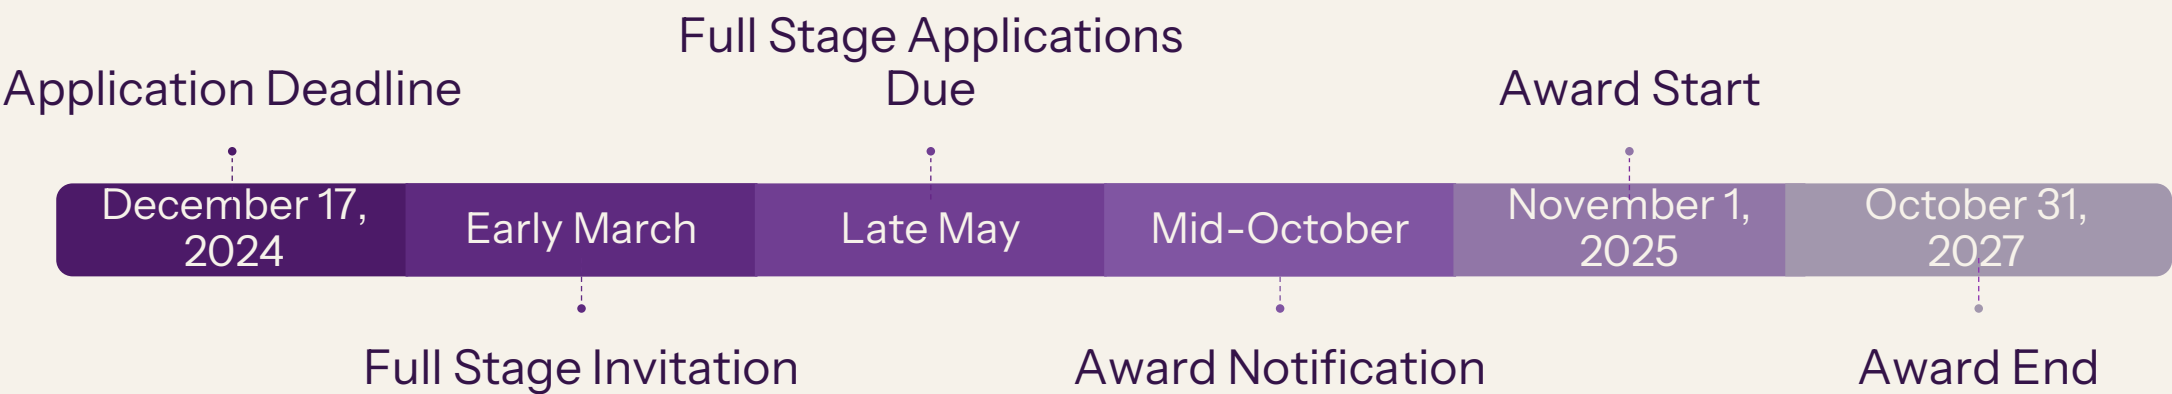 Application Deadline
December 17,
2024
Early March
Full Stage Invitation
Full Stage Applications
Due
Late May
Mid-October
Award Notification
Award Start
November 1,
2025
October 31,
2027
Award End